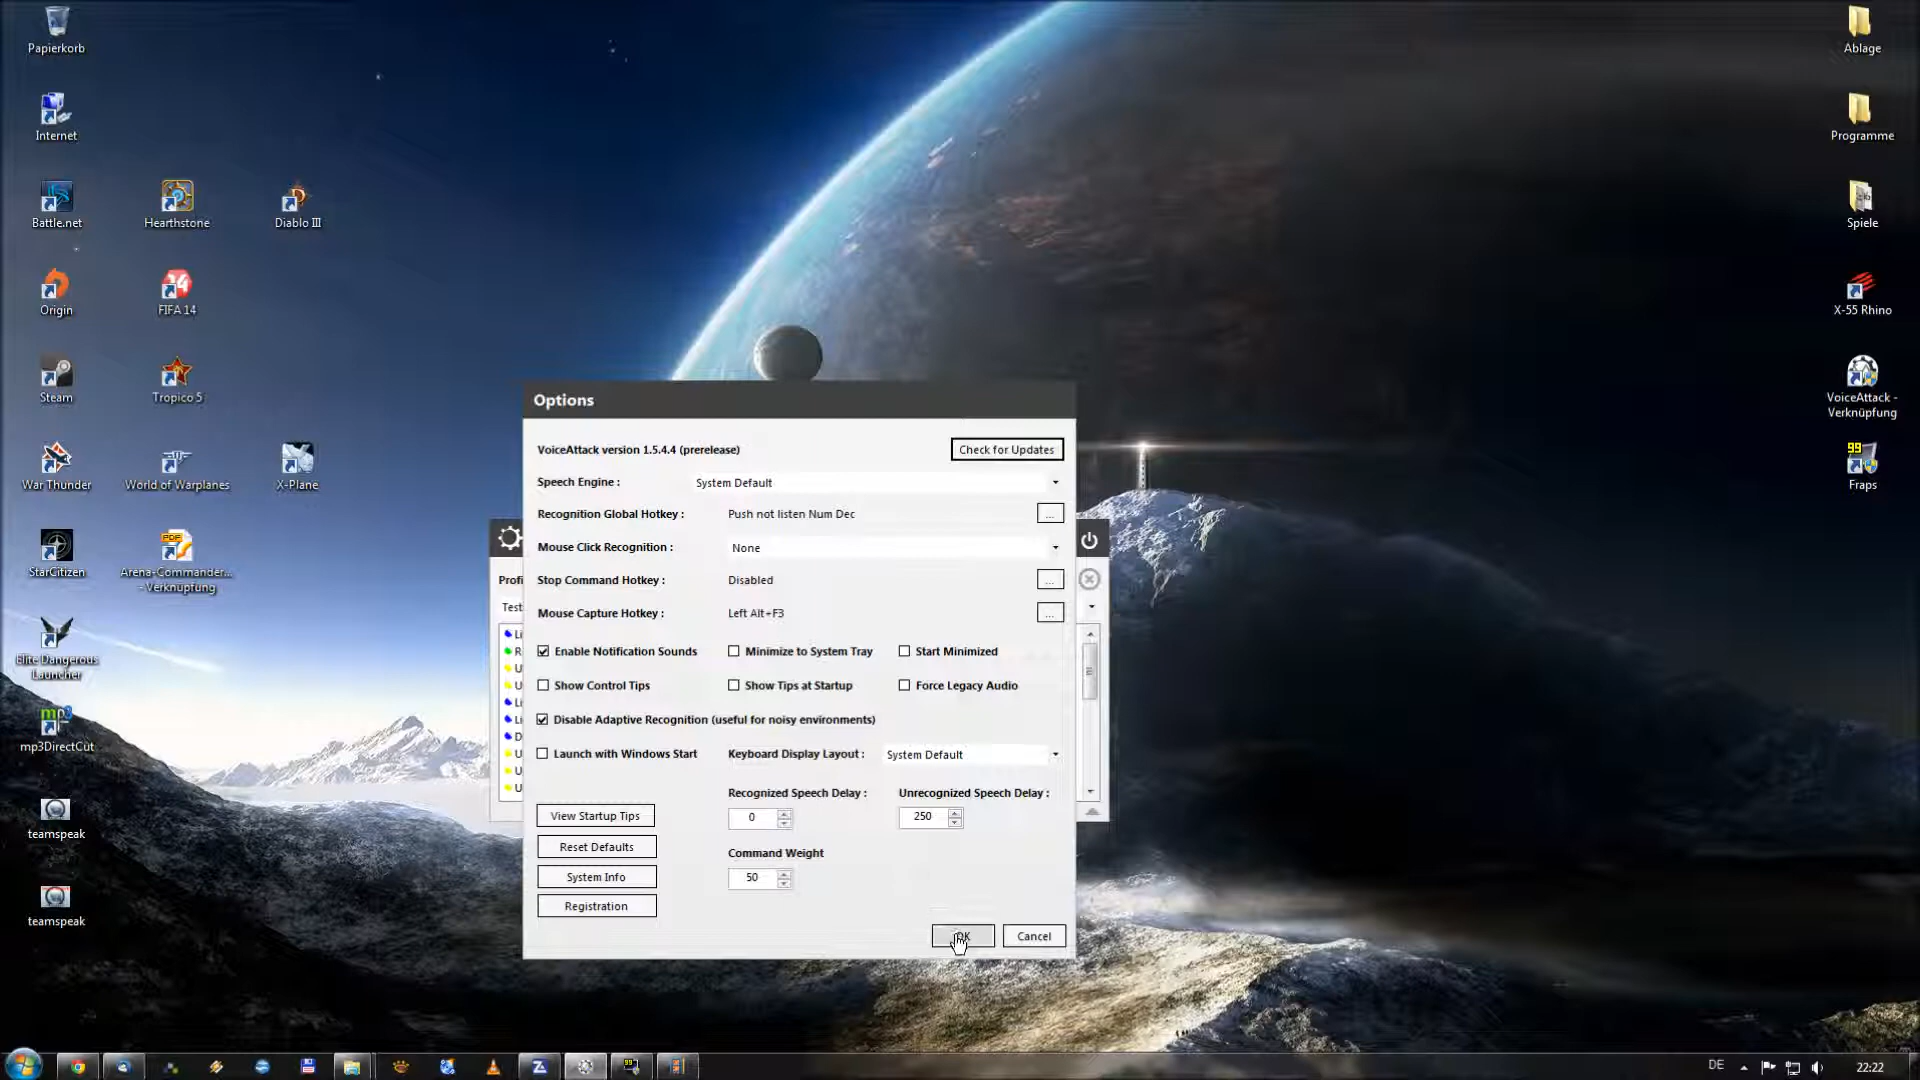 Papierkorb
Internet
Battle.net
Hearthstone
Diablo III
Origin
FIFA 14
Steam
Tropico 5
War Thunder
World of Warplanes
X-Plane
StarCitizen
Arena-Commander...
- Verknüpfung
Elite Dangerous
Launcher
mp3
mp3DirectCut
teamspeak
teamspeak
Ablage
Programme
Spiele
X-55 Rhino
VoiceAttack -
Verknüpfung
99
Fraps
Options
VoiceAttack version 1.5.4.4 (prerelease)
Check for Updates
Speech Engine :
System Default
Recognition Global Hotkey :
Push not listen Num Dec
...
Mouse Click Recognition :
None
Stop Command Hotkey :
Disabled
...
Mouse Capture Hotkey :
Left Alt+F3
...
Enable Notification Sounds
Minimize to System Tray
Start Minimized
Show Control Tips
Show Tips at Startup
Force Legacy Audio
Disable Adaptive Recognition (useful for noisy environments)
Launch with Windows Start
Keyboard Display Layout :
System Default
Recognized Speech Delay :
0
Unrecognized Speech Delay :
250
Command Weight
50
View Startup Tips
Reset Defaults
System Info
Registration
OK
Cancel
Profi
Test
Li
R
U
U
Li
Li
D
U
U
U
DE
22:22